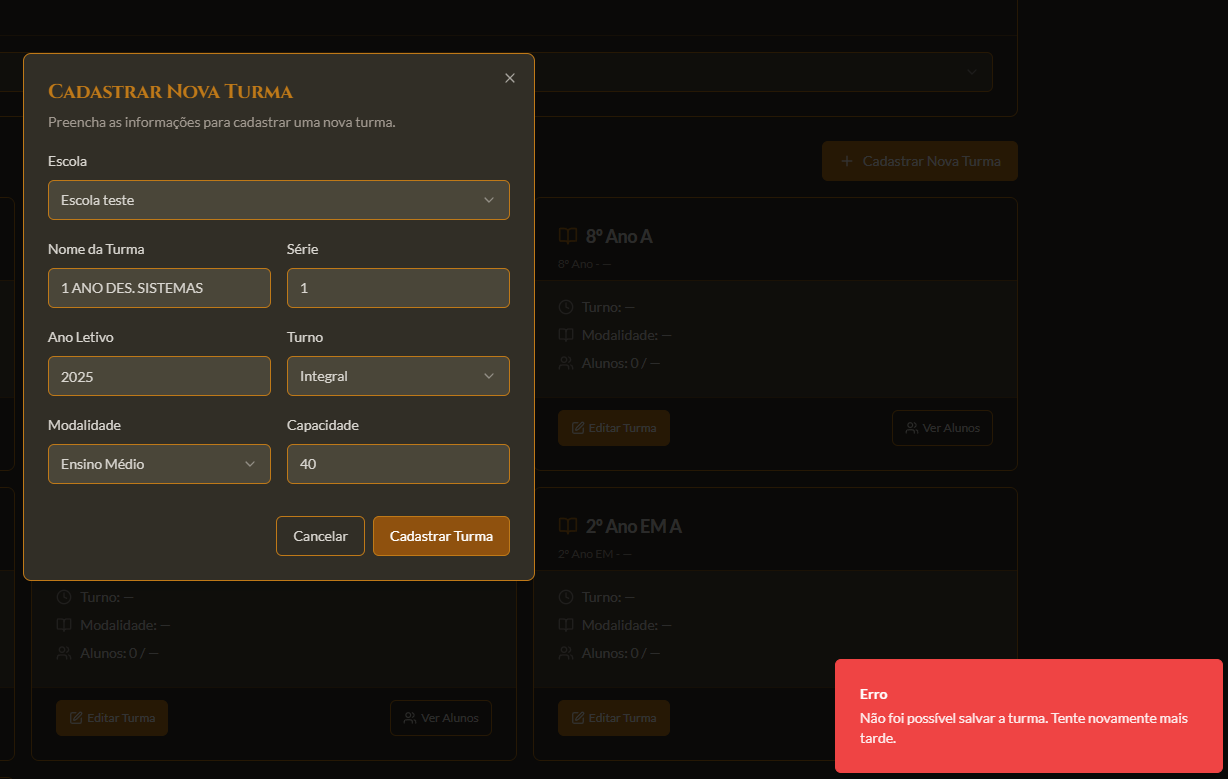 Cadastrar Nova Turma
Preencha as informações para cadastrar uma nova turma.
Escola
Escola teste
Nome da Turma
Série
1 ANO DES. SISTEMAS
1
Ano Letivo
Turno
2025
Integral
Modalidade
Capacidade
Ensino Médio
40
Cancelar
Cadastrar Turma
+ Cadastrar Nova Turma
8º Ano A
8º Ano - —
Turno: —
Modalidade: —
Alunos: 0 / —
Editar Turma
Ver Alunos
2º Ano EM A
2º Ano EM - —
Turno: —
Modalidade: —
Alunos: 0 / —
Editar Turma
Ver Alunos
Turno: —
Modalidade: —
Alunos: 0 / —
Editar Turma
Erro
Não foi possível salvar a turma. Tente novamente mais
tarde.